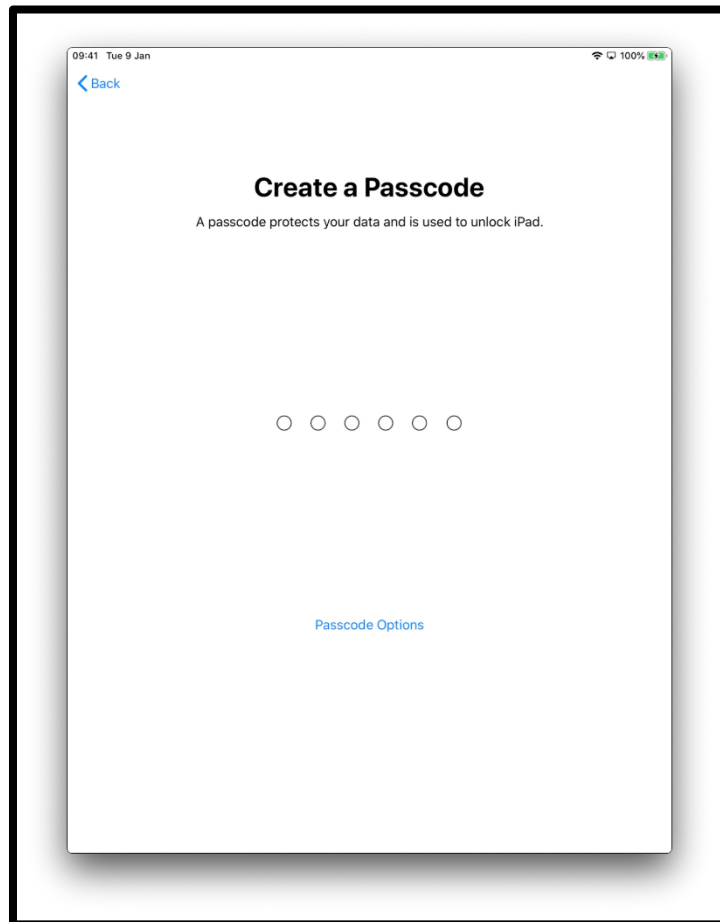 09:41 Tue 9 Jan 100%
Back
Create a Passcode
A passcode protects your data and is used to unlock iPad.
Passcode Options